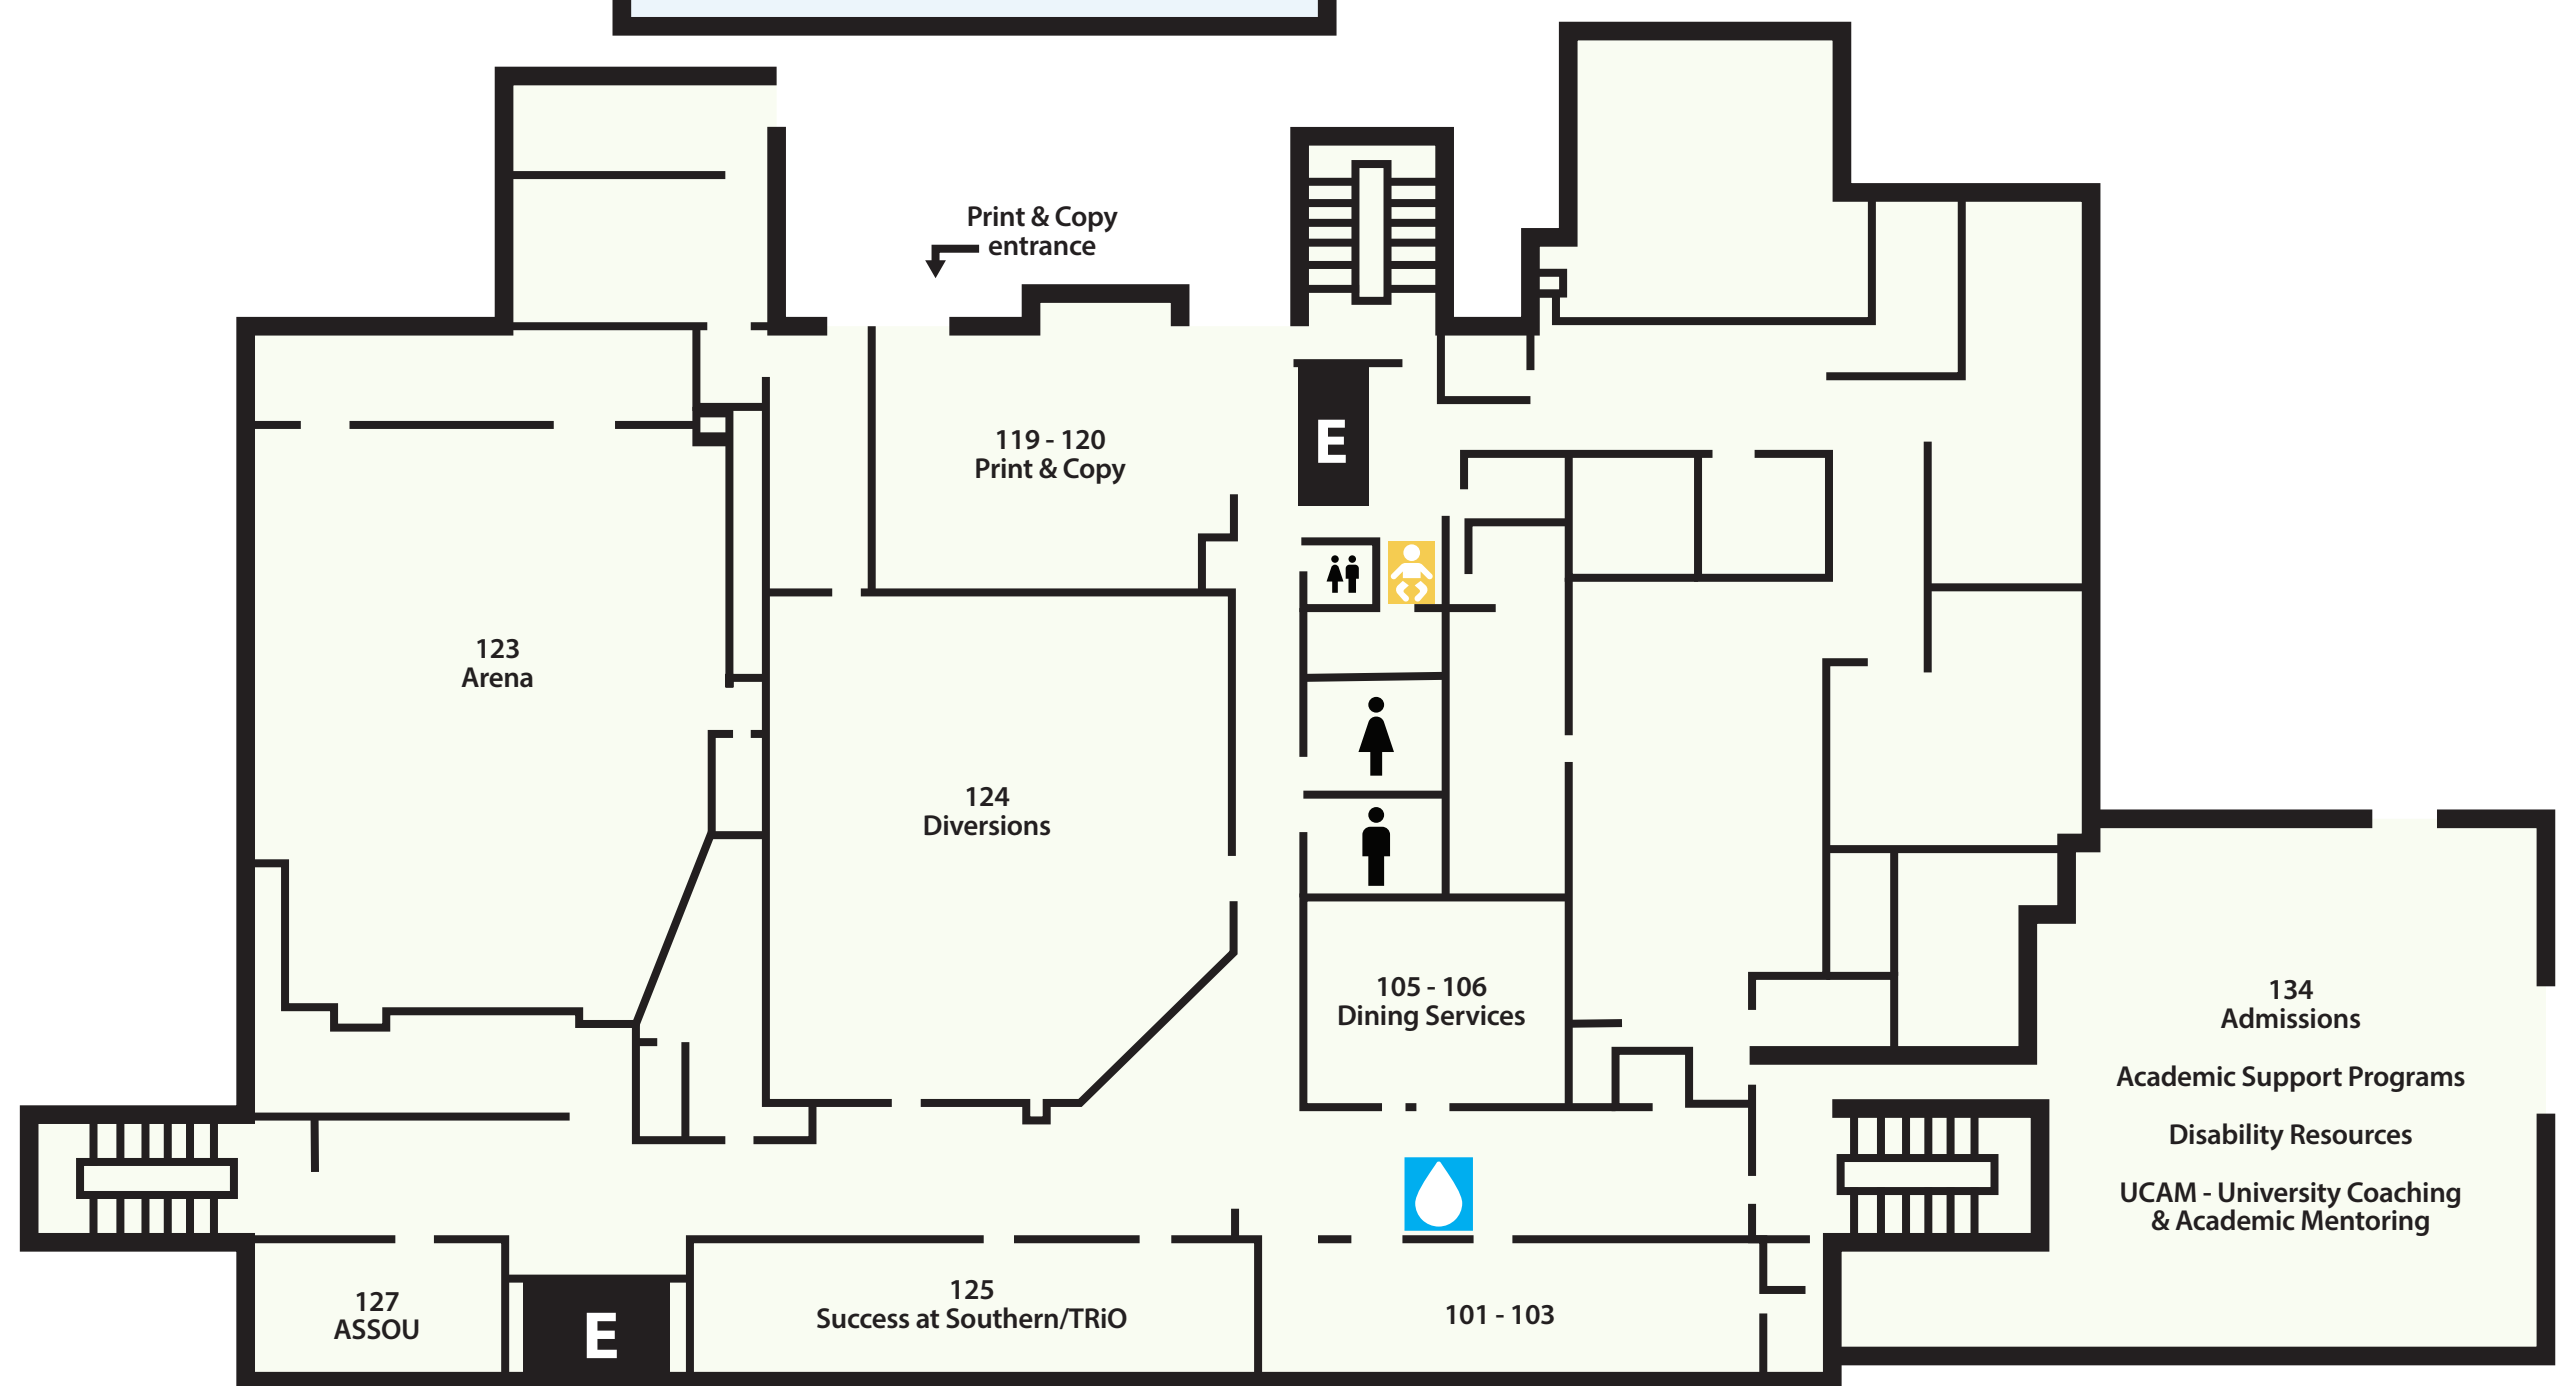 Print & Copy
entrance
119 - 120
Print & Copy
E
123
Arena
124
Diversions
105 - 106
Dining Services
134
Admissions
Academic Support Programs
Disability Resources
UCAM - University Coaching
& Academic Mentoring
127
ASSOU
E
125
Success at Southern/TRiO
101 - 103